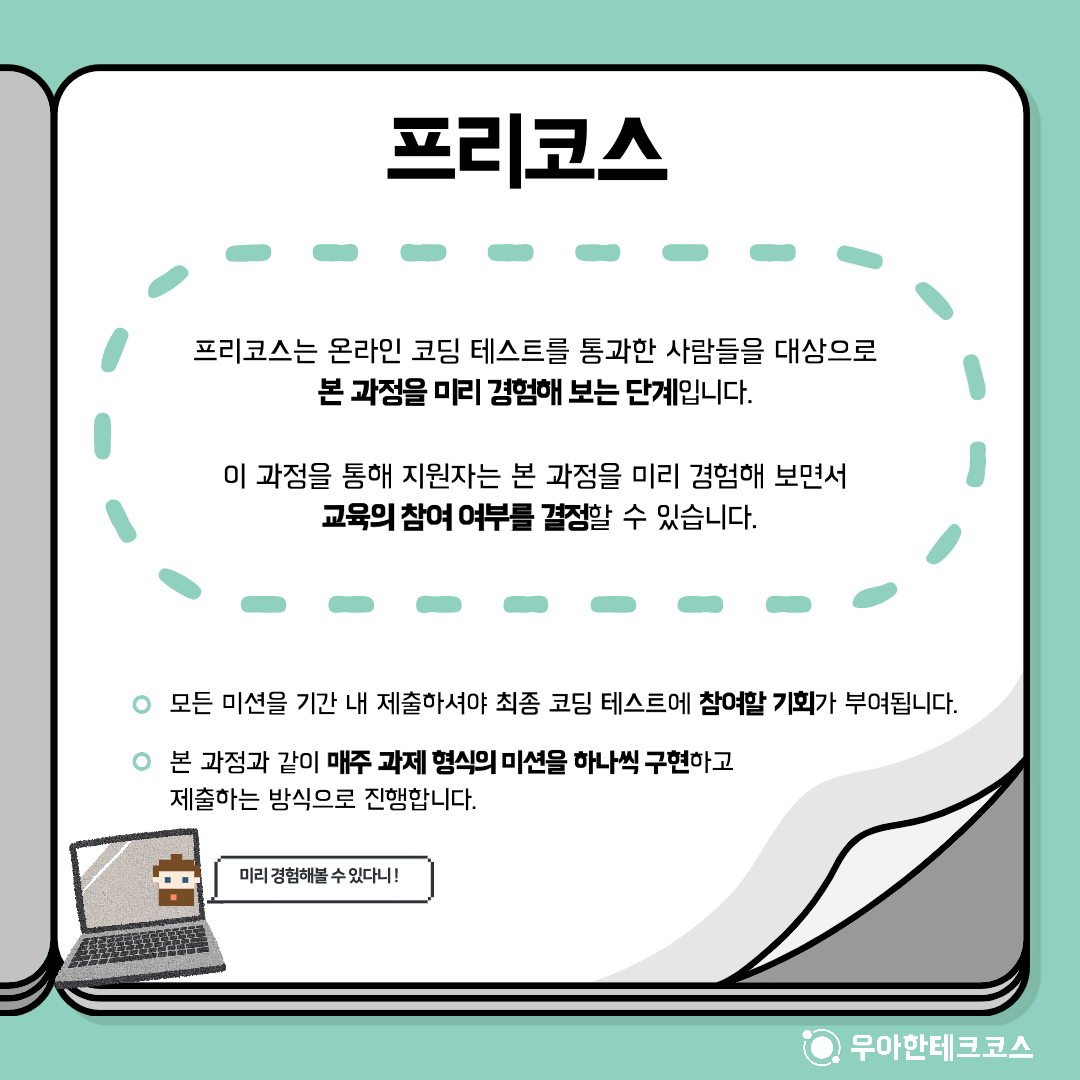 프리코스
프리코스는 온라인 코딩 테스트를 통과한 사람들을 대상으로
본 과정을 미리 경험해 보는 단계입니다.
이 과정을 통해 지원자는 본 과정을 미리 경험해 보면서
교육의 참여 여부를 결정할 수 있습니다.
모든 미션을 기간 내 제출하셔야 최종 코딩 테스트에 참여할 기회가 부여됩니다.
본 과정과 같이 매주 과제 형식의 미션을 하나씩 구현하고
제출하는 방식으로 진행합니다.
미리 경험해볼 수 있다니!
우아한테크코스